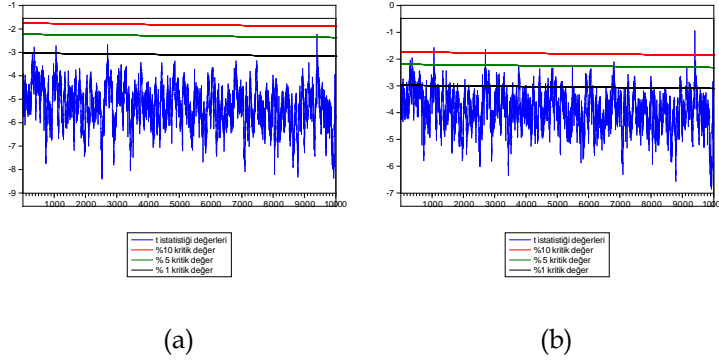 -1
-2
-3
-4
-5
-6
-7
-8
-9
1000 2000 3000 4000 5000 6000 7000 8000 9000 10000
t istatistiği değerleri
%10 kritik değer
% 5 kritik değer
% 1 kritik değer
(a)
0
-1
-2
-3
-4
-5
-6
-7
1000 2000 3000 4000 5000 6000 7000 8000 9000 10000
t istatistiği değerleri
%10 kritik değer
% 5 kritik değer
%1 kritik değer
(b)